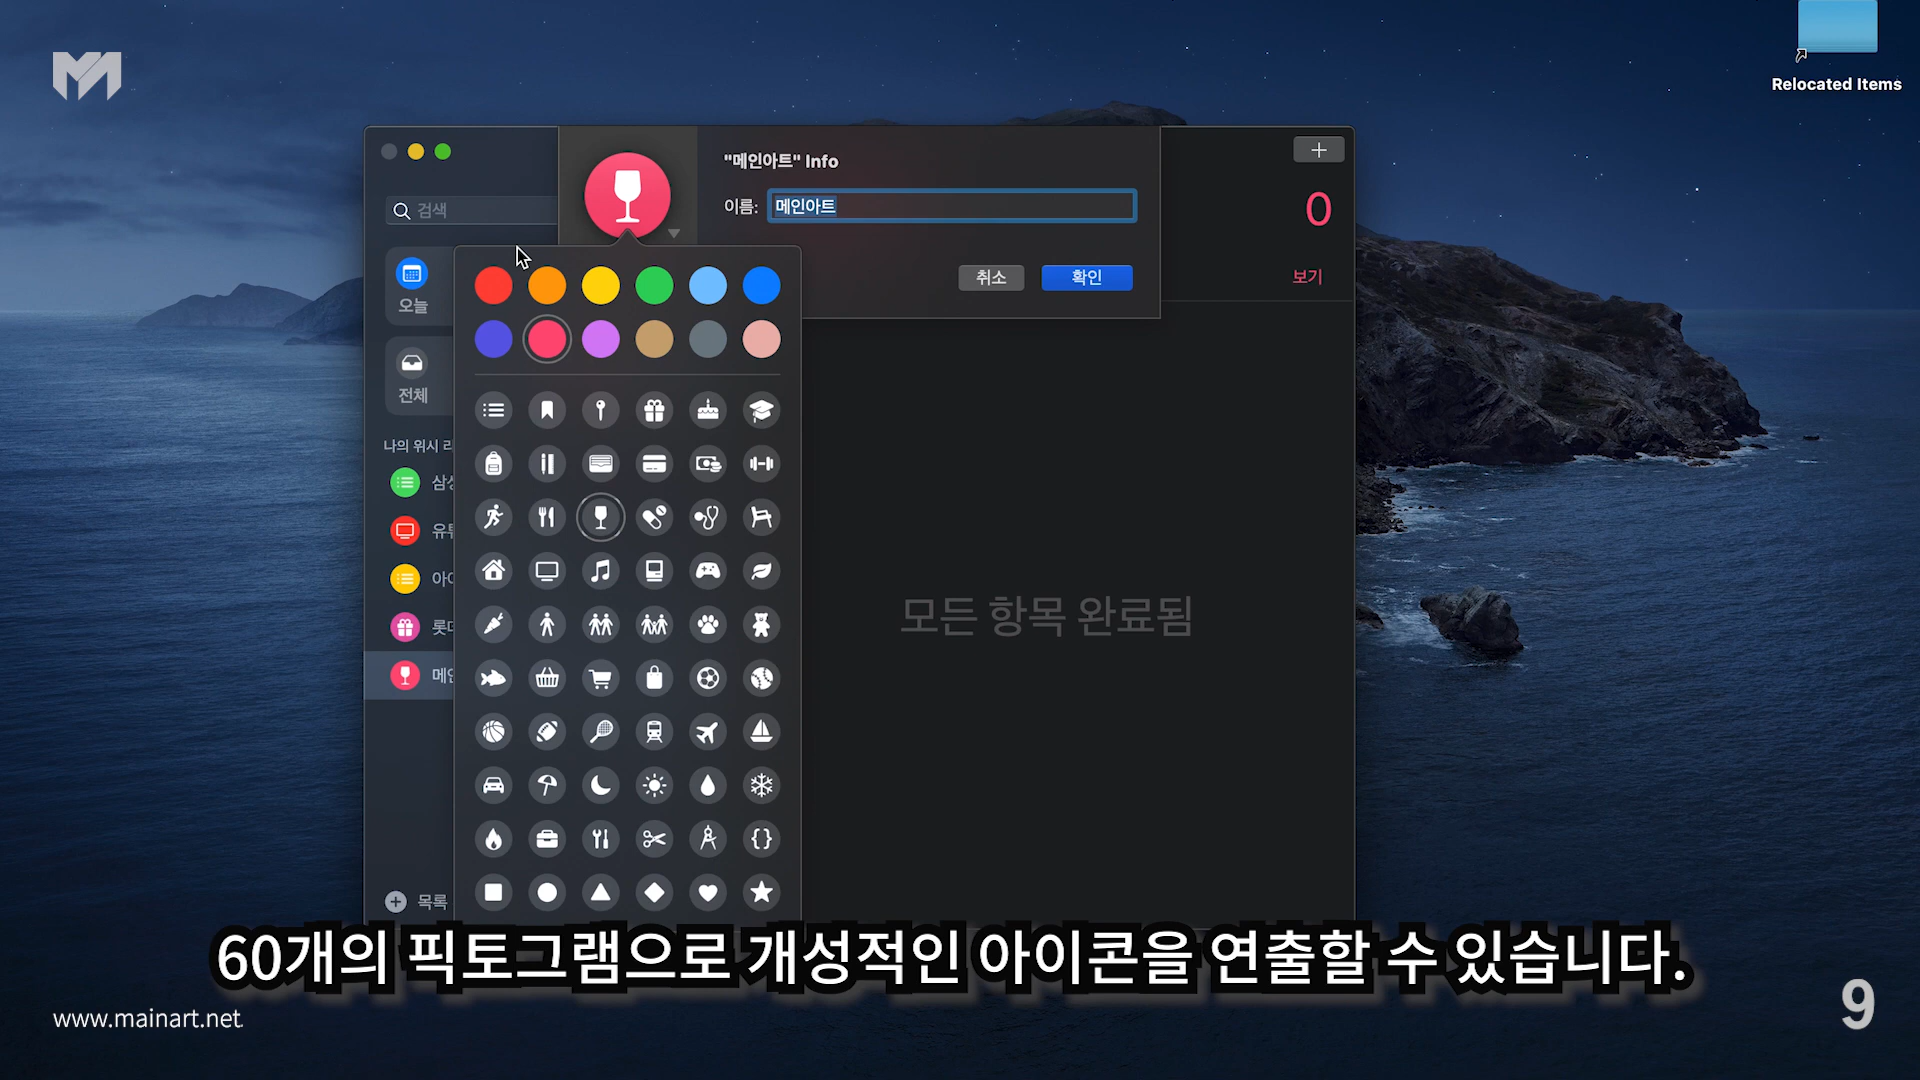 Relocated Items
"메인아트" Info
이름: 메인아트
검색
0
취소
확인
보기
오늘
전체
나의 위시
모든 항목 완료됨
목록
60개의 픽토그램으로 개성적인 아이콘을 연출할 수 있습니다.
www.mainart.net
9